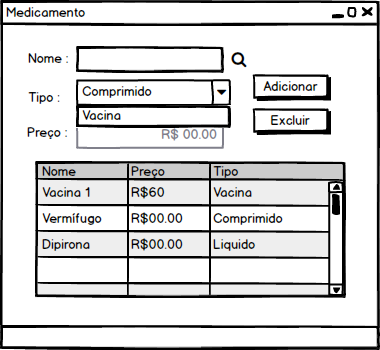 Medicamento
Nome :
Tipo : Comprimido Adicionar
Vacina Excluir
Preço : R$ 00.00
Nome Preço Tipo
Vacina 1 R$60 Vacina
Vermífugo R$00.00 Comprimido
Dipirona R$00.00 Liquido